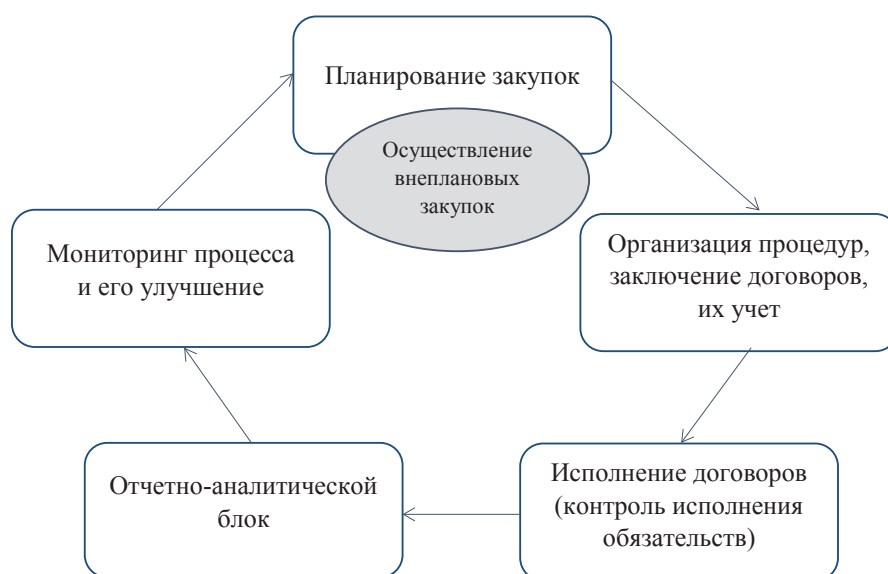 Планирование закупок
Осуществление
внеплановых
закупок
Организация процедур,
заключение договоров,
их учет
Исполнение договоров
(контроль исполнения
обязательств)
Отчетно-аналитической
блок
Мониторинг процесса
и его улучшение